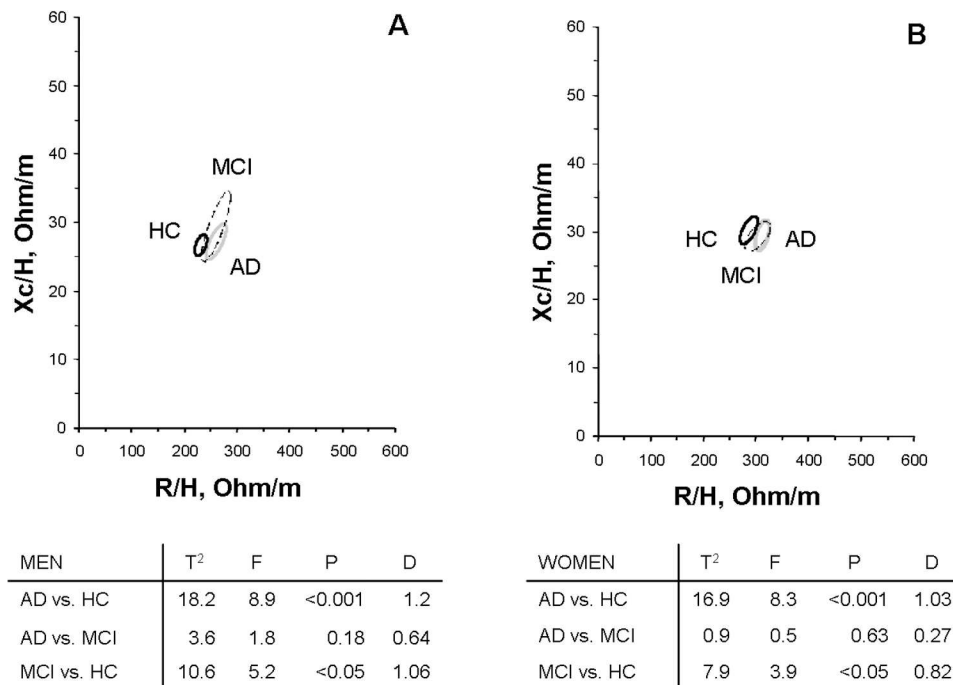 A
60
50
40
30
20
10
0
Xc/H, Ohm/m
MCI
HC
AD
0 100 200 300 400 500 600
R/H, Ohm/m
B
60
50
40
30
20
10
0
Xc/H, Ohm/m
HC
AD
MCI
0 100 200 300 400 500 600
R/H, Ohm/m
MEN T² F P D
AD vs. HC 18.2 8.9 <0.001 1.2
AD vs. MCI 3.6 1.8 0.18 0.64
MCI vs. HC 10.6 5.2 <0.05 1.06
WOMEN T² F P D
AD vs. HC 16.9 8.3 <0.001 1.03
AD vs. MCI 0.9 0.5 0.63 0.27
MCI vs. HC 7.9 3.9 <0.05 0.82